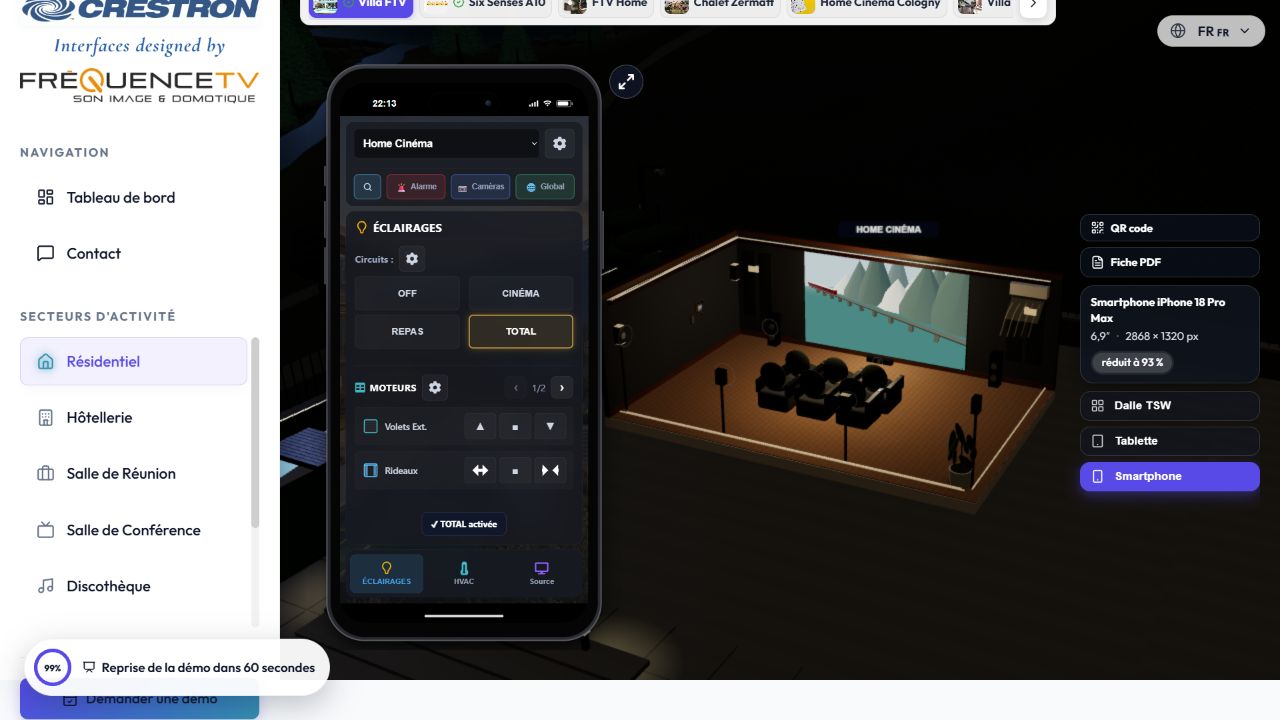 CRESTRON
Interfaces designed by
FRÉQUENCETV
SON IMAGE & DOMOTIQUE
NAVIGATION
Tableau de bord
Contact
SECTEURS D'ACTIVITÉ
Résidentiel
Hôtellerie
Salle de Réunion
Salle de Conférence
Discothèque
99%
Reprise de la démo dans 60 secondes
Demander une démo
Villa FTV
Six Senses A10
FTV Home
Chalet Zermatt
Home Cinema Cologny
Villa
FR FR
22:13
Home Cinéma
Alarme
Caméras
Global
ÉCLAIRAGES
Circuits :
OFF
CINÉMA
REPAS
TOTAL
MOTEURS
1/2
Volets Ext.
Rideaux
✓ TOTAL activée
ÉCLAIRAGES
HVAC
Source
HOME CINÉMA
QR code
Fiche PDF
Smartphone iPhone 18 Pro
Max
6,9" · 2868 × 1320 px
réduit à 93 %
Dalle TSW
Tablette
Smartphone